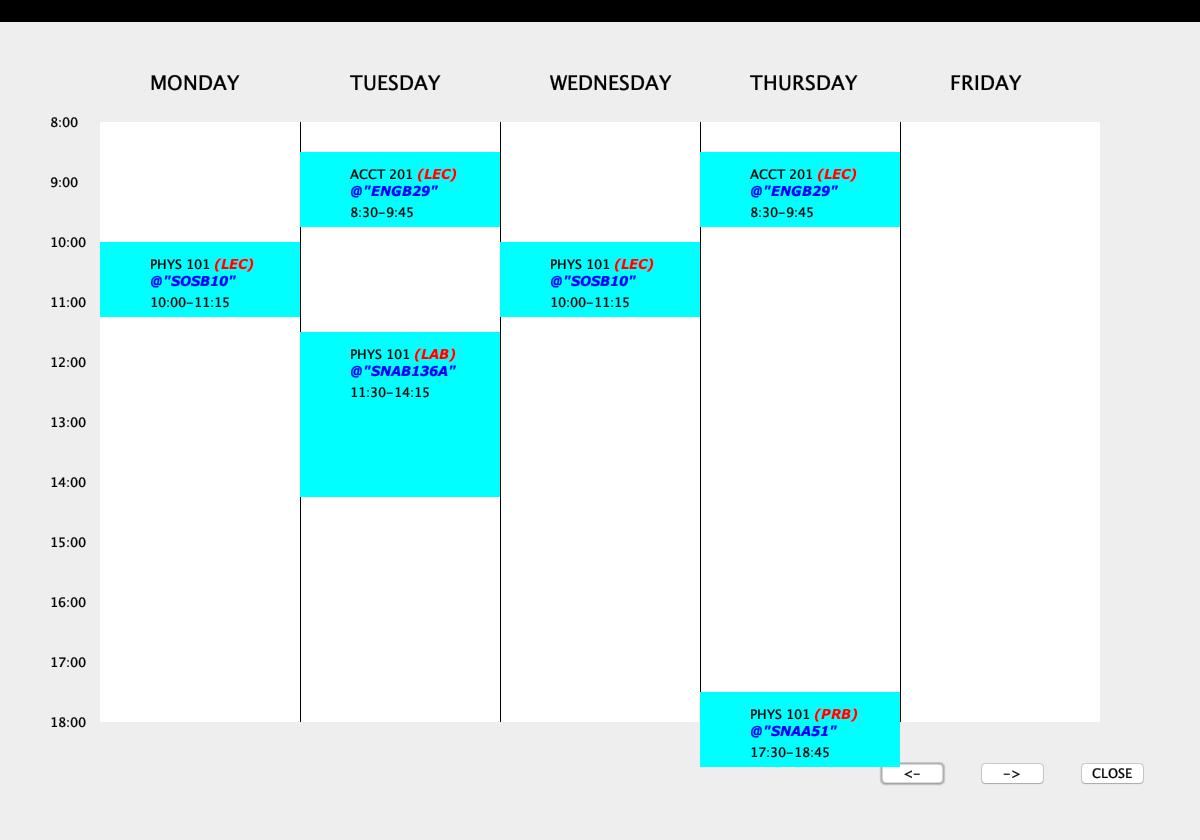 MONDAY TUESDAY WEDNESDAY THURSDAY FRIDAY
8:00
9:00
10:00
11:00
12:00
13:00
14:00
15:00
16:00
17:00
18:00
PHYS 101 (LEC)
@"SOSB10"
10:00-11:15
ACCT 201 (LEC)
@"ENGB29"
8:30-9:45
PHYS 101 (LAB)
@"SNAB136A"
11:30-14:15
PHYS 101 (LEC)
@"SOSB10"
10:00-11:15
ACCT 201 (LEC)
@"ENGB29"
8:30-9:45
PHYS 101 (PRB)
@"SNAA51"
17:30-18:45
<- -> CLOSE